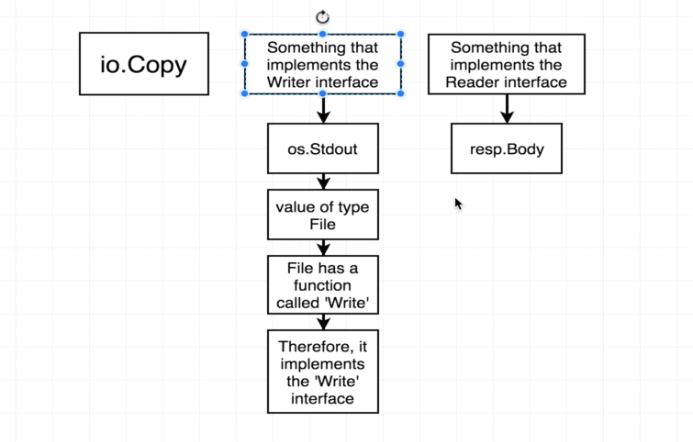 io.Copy
Something that
implements the
Writer interface
Something that
implements the
Reader interface
os.Stdout
resp.Body
value of type
File
File has a
function
called 'Write'
Therefore, it
implements
the 'Write'
interface